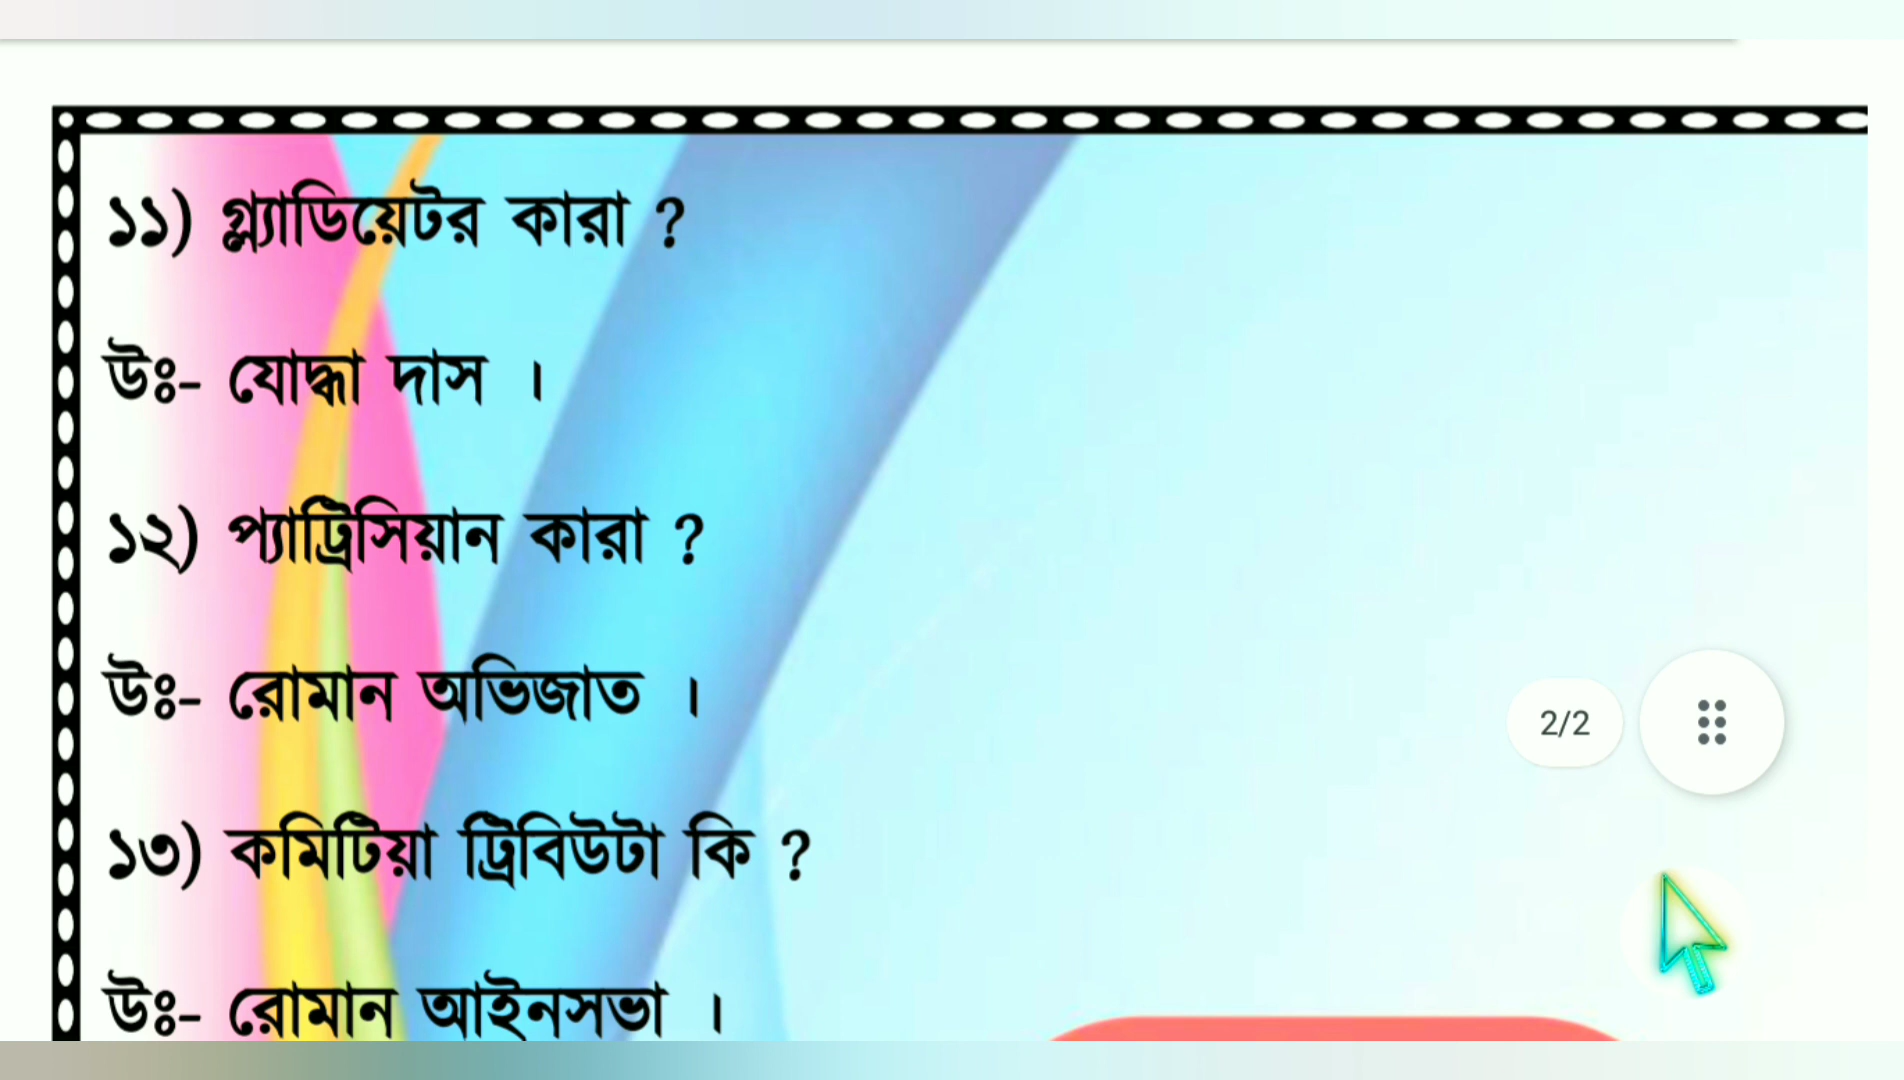 ১১) গ্ল্যাডিয়েটর কারা ?
উঃ- যোদ্ধা দাস ।
১২) প্যাট্রিসিয়ান কারা ?
উঃ- রোমান অভিজাত ।
2/2
১৩) কমিটিয়া ট্রিবিউটা কি ?
উঃ- রোমান আইনসভা ।